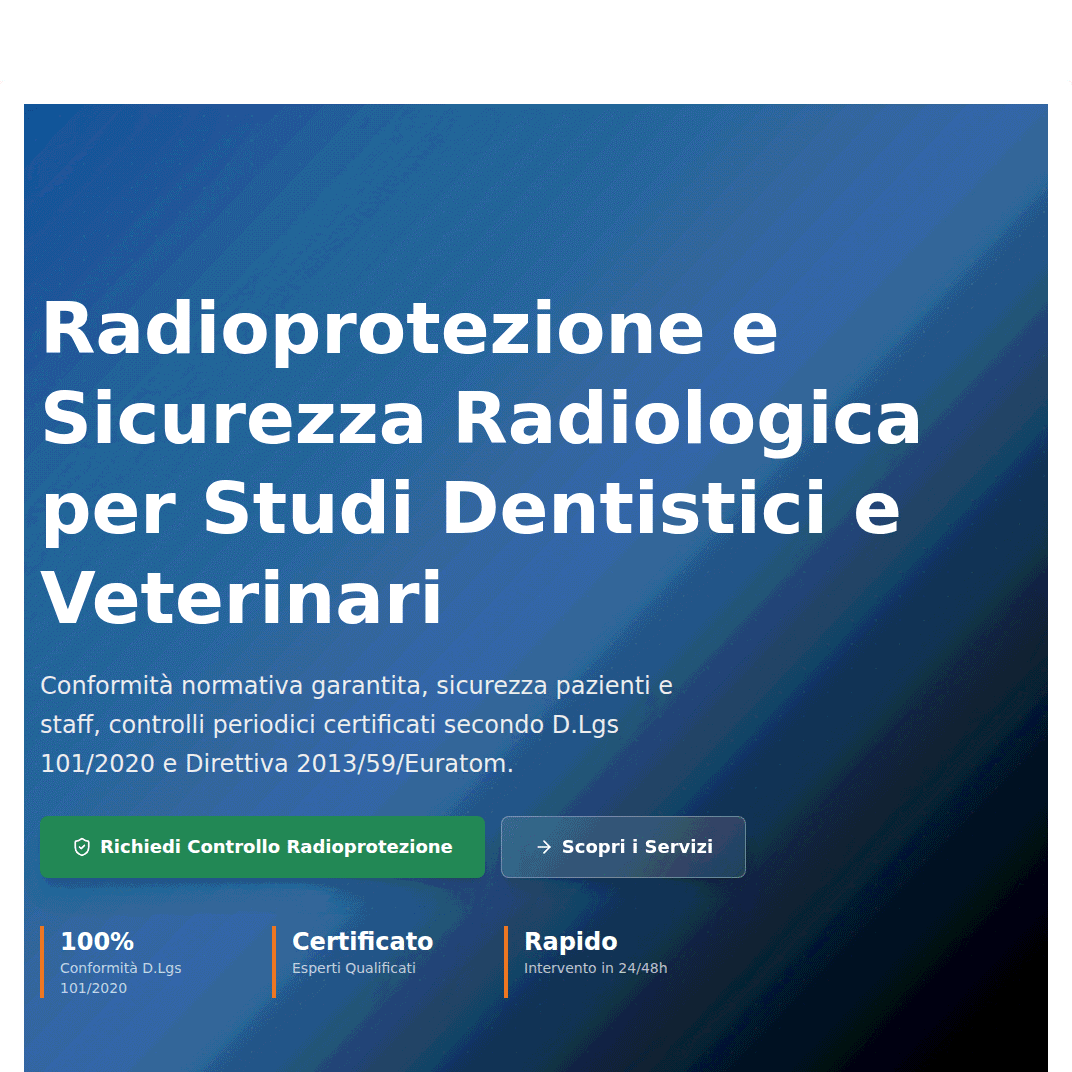 Radioprotezione e
Sicurezza Radiologica
per Studi Dentistici e
Veterinari
Conformità normativa garantita, sicurezza pazienti e
staff, controlli periodici certificati secondo D.Lgs
101/2020 e Direttiva 2013/59/Euratom.
Richiedi Controllo Radioprotezione
Scopri i Servizi
100%
Conformità D.Lgs
101/2020
Certificato
Esperti Qualificati
Rapido
Intervento in 24/48h